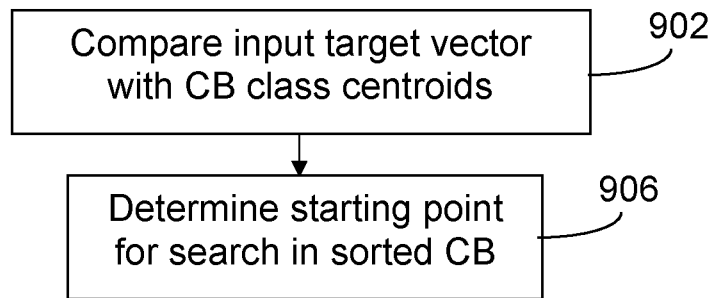 Compare input target vector
with CB class centroids
902
Determine starting point
for search in sorted CB
906